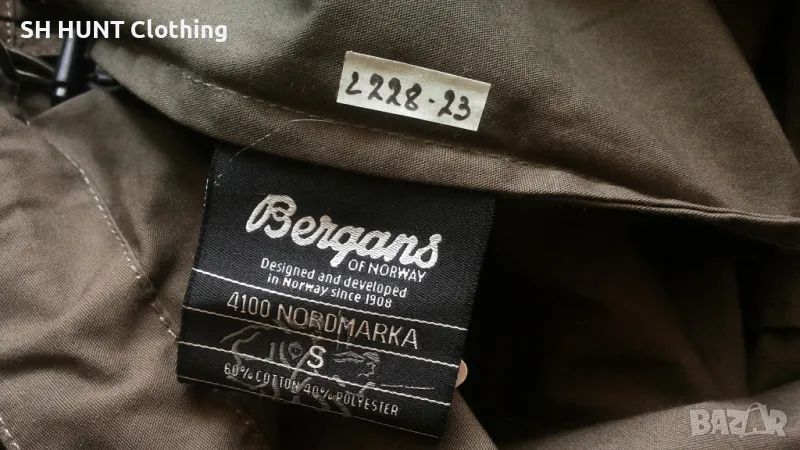 SH HUNT Clothing
L228-23
Bergans
OF NORWAY
Designed and developed
in Norway since 1908
4100 NORDMARKA
S
60% COTTON 40% POLYESTER
BAZAR